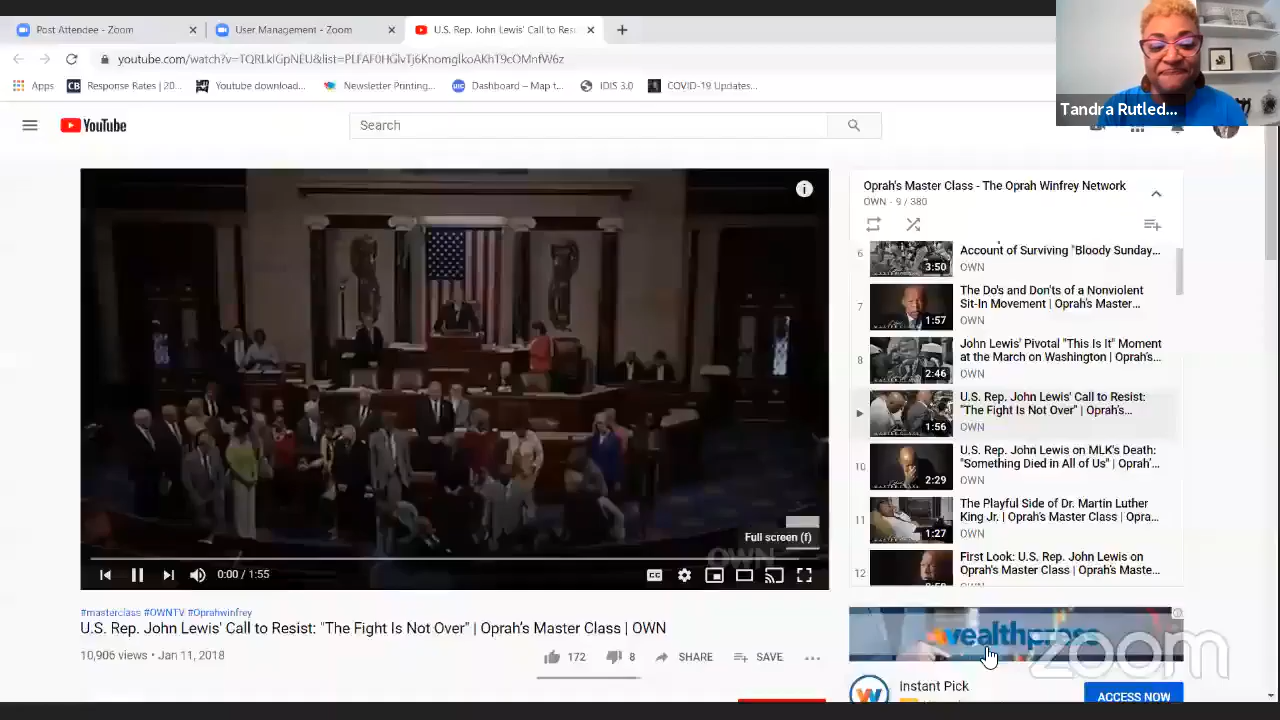 Post Attendee - Zoom
User Management - Zoom
U.S. Rep. John Lewis' Call to Res
Apps
CB
Response Rates | 20...
Youtube download...
Newsletter Printing...
UIC
Dashboard – Map t...
IDIS 3.0
COVID-19 Updates...
Tandra Rutled...
YouTube
Search
Oprah's Master Class - The Oprah Winfrey Network
OWN - 9 / 380
6
Account of Surviving "Bloody Sunday...
3:50
OWN
7
The Do's and Don'ts of a Nonviolent
Sit-In Movement | Oprah's Master...
1:57
OWN
8
John Lewis' Pivotal "This Is It" Moment
at the March on Washington | Oprah's...
2:46
OWN
U.S. Rep. John Lewis' Call to Resist:
"The Fight Is Not Over" | Oprah's...
1:56
OWN
10
U.S. Rep. John Lewis on MLK's Death:
"Something Died in All of Us" | Oprah'...
2:29
OWN
11
The Playful Side of Dr. Martin Luther
King Jr. | Oprah's Master Class | Opra...
1:27
OWN
12
First Look: U.S. Rep. John Lewis on
Oprah's Master Class | Oprah's Maste...
Full screen (f)
OWN
0:00 / 1:55
CC
#masterclass #OWNTV #Oprahwinfrey
U.S. Rep. John Lewis' Call to Resist: "The Fight Is Not Over" | Oprah's Master Class | OWN
10,906 views • Jan 11, 2018
172
8
SHARE
SAVE
wealthpress
zoom
Instant Pick
ACCESS NOW